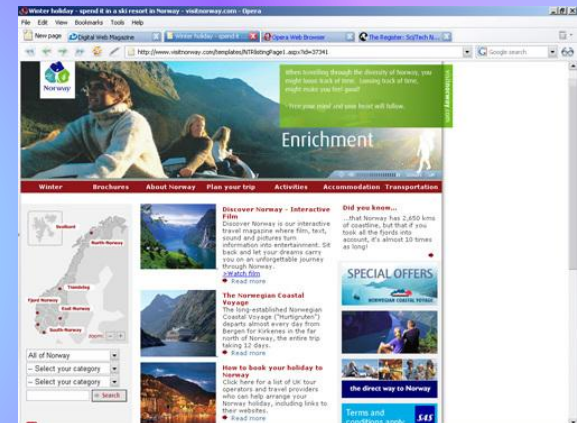 Winter holiday - spend it in a ski resort in Norway - visitnorway.com - Opera
File Edit View Bookmarks Tools Help
New page
Digital Web Magazine
Winter holiday - spend it
Opera Web Browser
The Register: Sci/Tech N...
http://www.visitnorway.com/templates/NTRlistingPage1.aspx?id=37341
Google search
Norway
When travelling through the diversity of Norway, you
might loose track of time. Loosing track of time,
might make you feel good!
- Free your mind and your heart will follow.
visitnorway.com
Enrichment
Winter Brochures About Norway Plan your trip Activities Accommodation Transportation
Svalbard
North Norway
Trøndelag
Fjord Norway
East Norway
South Norway
zoom:
All of Norway
-- Select your category
-- Select your category
Search
Discover Norway - Interactive
Film
Discover Norway is our interactive
travel magazine where film, text,
sound and pictures turn
information into entertainment. Sit
back and let your dreams carry
you on an unforgettable journey
through Norway.
>Watch film
Read more
The Norwegian Coastal
Voyage
The long-established Norwegian
Coastal Voyage ("Hurtigruten")
departs almost every day from
Bergen for Kirkenes in the far
north of Norway, the entire trip
taking 12 days.
Read more
How to book your holiday to
Norway
Click here for a list of UK tour
operators and travel providers
who can help arrange your
Norway holiday, including links to
their websites.
Read more
Did you know...
...that Norway has 2,650 kms
of coastline, but that if you
took all the fjords into
account, it's almost 10 times
as long!
SPECIAL OFFERS
NORWEGIAN COASTAL VOYAGE
the direct way to Norway
Terms and
conditions apply
SAS